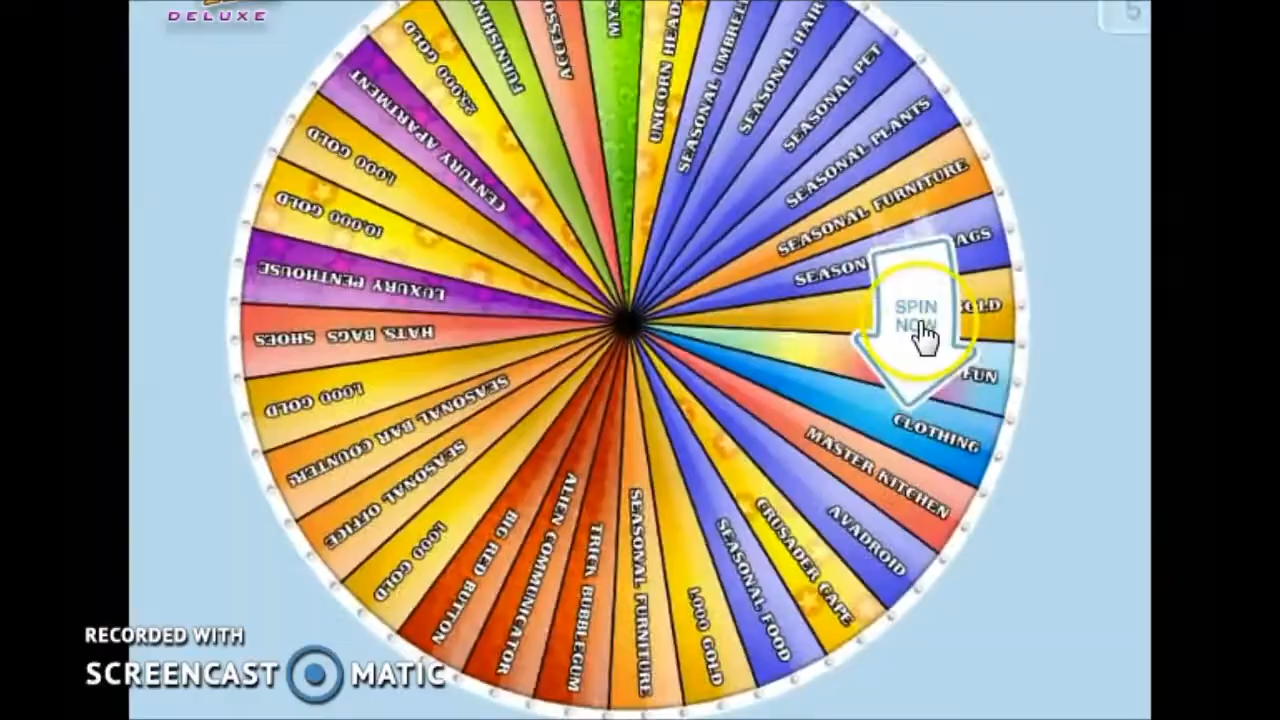 DELUXE
5
25,000 GOLD
UNICORN HEAD
SEASONAL
SEASONAL HAIR
SEASONAL PET
SEASONAL PLANTS
SEASONAL FURNITURE
SPIN
NOW
FUN
CLOTHING
MASTER KITCHEN
AVADROID
CRUSADER CAPE
SEASONAL FOOD
1,000 GOLD
SEASONAL FURNITURE
TRICK BUBBLEGUM
ALIEN COMMUNICATOR
BIG RED BUTTON
1,000 GOLD
SEASONAL OFFICE
SEASONAL BAR COUNTER!
1,000 GOLD
HATS, BAGS SHOES
LUXURY PENTHOUSE
10,000 GOLD
1,000 GOLD
CENTURY APARTMENT
RECORDED WITH
SCREENCAST MATIC